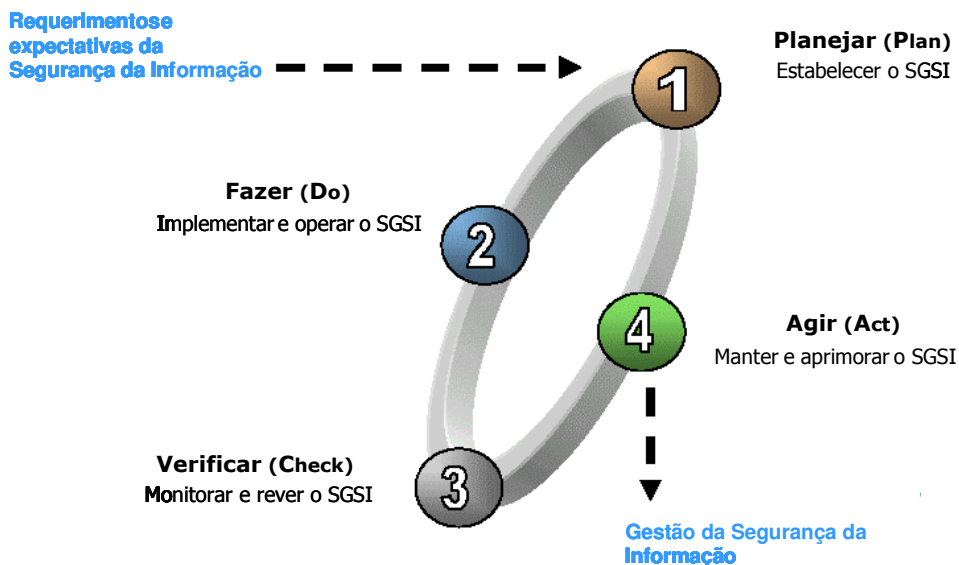 Requerimentose
expectativas da
Segurança da Informação
1
Planejar (Plan)
Estabelecer o SGSI
Fazer (Do)
Implementar e operar o SGSI
2
4
Agir (Act)
Manter e aprimorar o SGSI
Verificar (Check)
Monitorar e rever o SGSI
3
Gestão da Segurança da
Informação